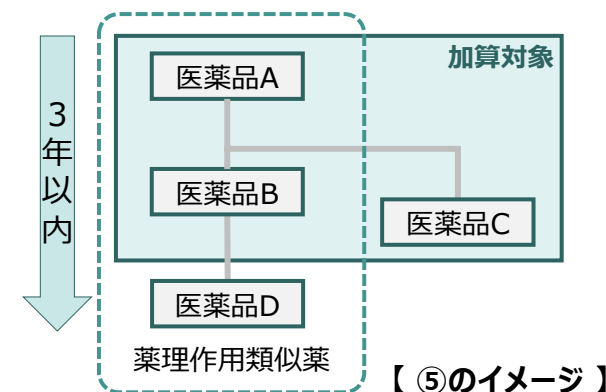 加算対象
医薬品A
3年以内
医薬品B
医薬品C
医薬品D
薬理作用類似薬
【 ⑤のイメージ 】